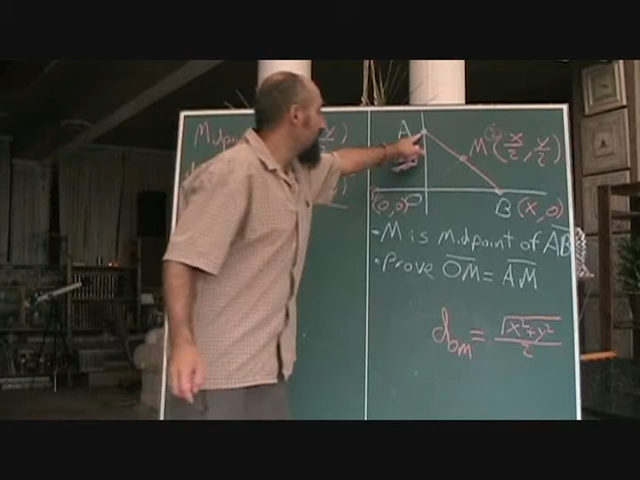 A
M (x/2, y/2)
(0,0) O
B (x, 0)
- M is midpoint of AB
- Prove OM = AM
d_OM = √x²+y² / 2